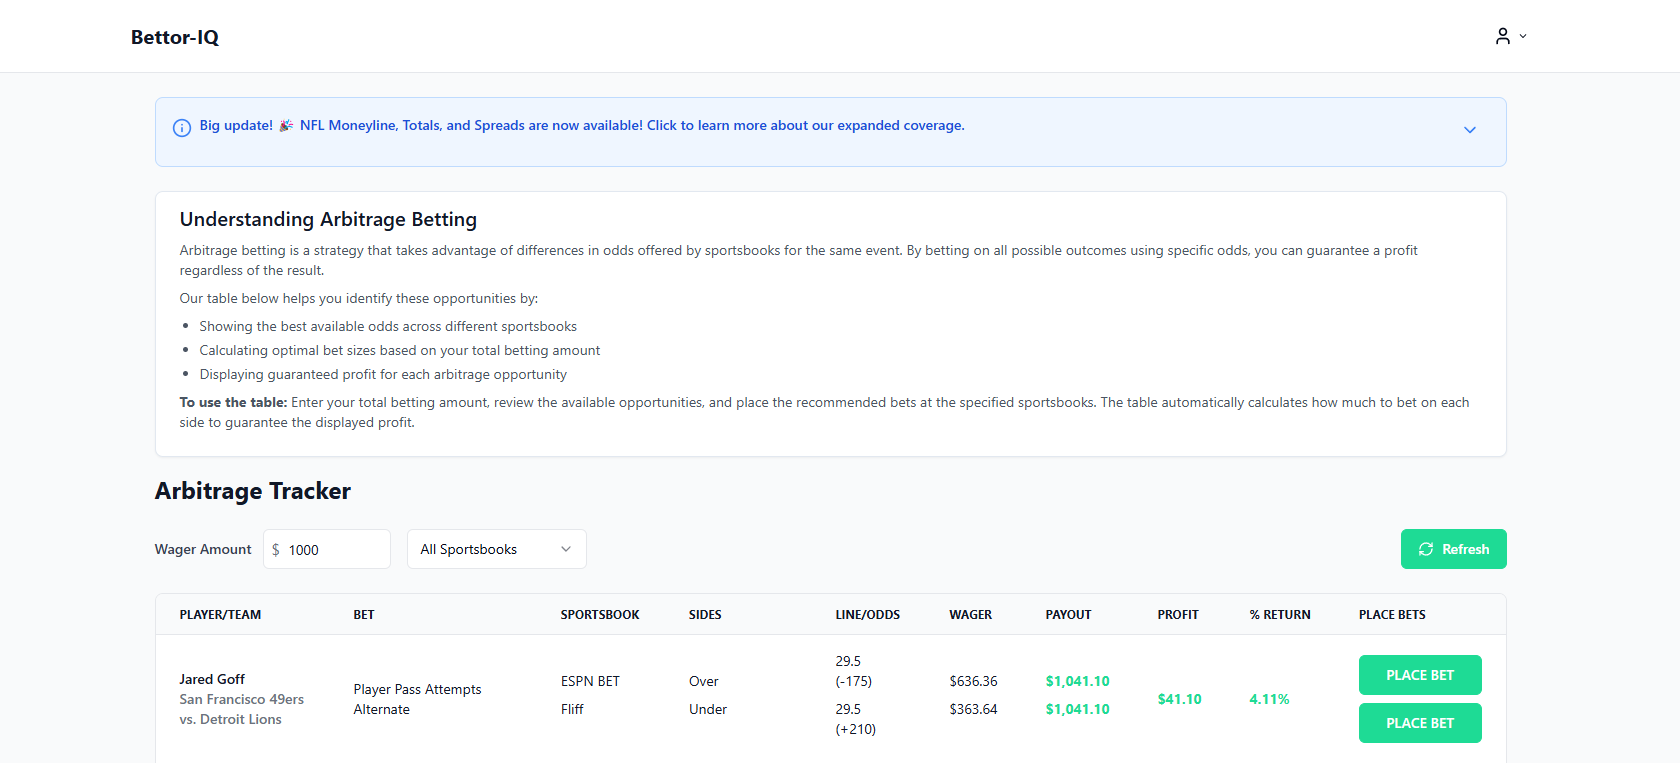 Bettor-IQ
Big update! 🎉 NFL Moneyline, Totals, and Spreads are now available! Click to learn more about our expanded coverage.
Understanding Arbitrage Betting
Arbitrage betting is a strategy that takes advantage of differences in odds offered by sportsbooks for the same event. By betting on all possible outcomes using specific odds, you can guarantee a profit
regardless of the result.
Our table below helps you identify these opportunities by:
• Showing the best available odds across different sportsbooks
• Calculating optimal bet sizes based on your total betting amount
• Displaying guaranteed profit for each arbitrage opportunity
To use the table: Enter your total betting amount, review the available opportunities, and place the recommended bets at the specified sportsbooks. The table automatically calculates how much to bet on each
side to guarantee the displayed profit.
Arbitrage Tracker
Wager Amount $ 1000 All Sportsbooks Refresh
PLAYER/TEAM BET SPORTSBOOK SIDES LINE/ODDS WAGER PAYOUT PROFIT % RETURN PLACE BETS
Jared Goff
San Francisco 49ers
vs. Detroit Lions
Player Pass Attempts
Alternate
ESPN BET
Fliff
Over
Under
29.5
(-175)
29.5
(+210)
$636.36
$363.64
$1,041.10
$1,041.10
$41.10
4.11%
PLACE BET
PLACE BET